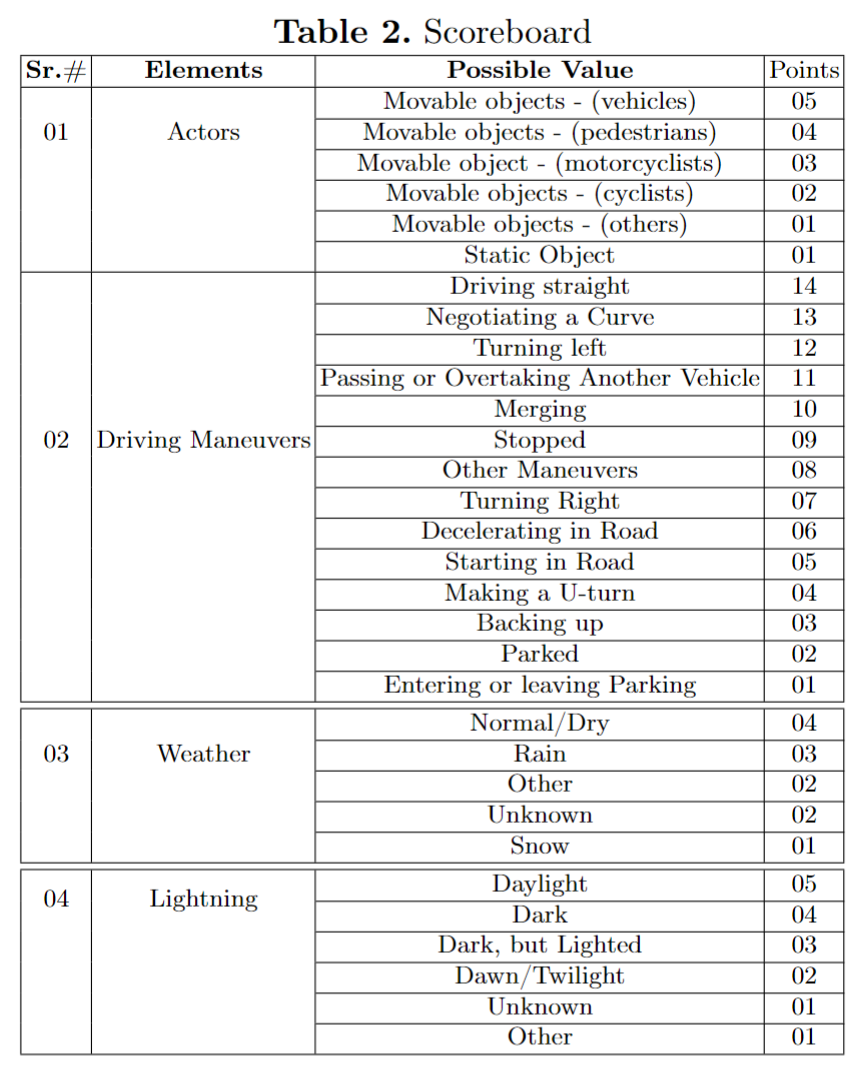 Table 2. Scoreboard
Sr.# Elements Possible Value Points
Movable objects - (vehicles) 05
01 Actors Movable objects - (pedestrians) 04
Movable object - (motorcyclists) 03
Movable objects - (cyclists) 02
Movable objects - (others) 01
Static Object 01
Driving straight 14
Negotiating a Curve 13
Turning left 12
Passing or Overtaking Another Vehicle 11
Merging 10
02 Driving Maneuvers Stopped 09
Other Maneuvers 08
Turning Right 07
Decelerating in Road 06
Starting in Road 05
Making a U-turn 04
Backing up 03
Parked 02
Entering or leaving Parking 01
Normal/Dry 04
03 Weather Rain 03
Other 02
Unknown 02
Snow 01
04 Lightning Daylight 05
Dark 04
Dark, but Lighted 03
Dawn/Twilight 02
Unknown 01
Other 01